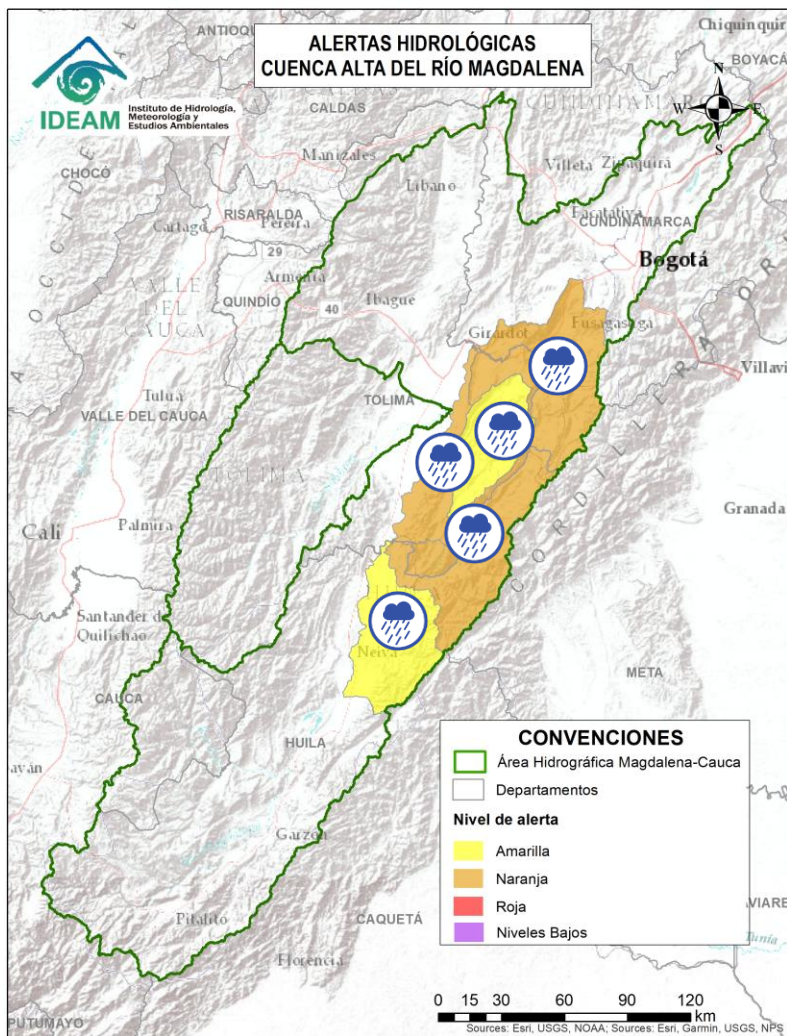 ALERTAS HIDROLÓGICAS
CUENCA ALTA DEL RÍO MAGDALENA
IDEAM
Instituto de Hidrología,
Meteorología y
Estudios Ambientales
Chiquinquir
BOYACÁ
N
W
E
S
CALDAS
Manizales
Líbano
Villeta
Zipaquirá
CHOCÓ
RISARALDA
Pereira
Cartago
Facatativá
CUNDINAMARCA
Bogotá
29
Armenia
QUINDÍO
40
Ibagué
VALLE
DEL
CAUCA
Girardot
Fusagasugá
Villavi
Tuluá
VALLE DEL CAUCA
TOLIMA
TOLIMA
Cali
Palmira
CORDILLERA
Granada
Santander de
Quilichao
Neiva
META
CAUCA
HUILA
Garzón
Pitalito
CAQUETÁ
Florencia
PUTUMAYO
CONVENCIONES
Área Hidrográfica Magdalena-Cauca
Departamentos
Nivel de alerta
Amarilla
Naranja
Roja
Niveles Bajos
VIARE
Tunía
0 15 30 60 90 120
km
Sources: Esri, USGS, NOAA; Sources: Esri, Garmin, USGS, NPS